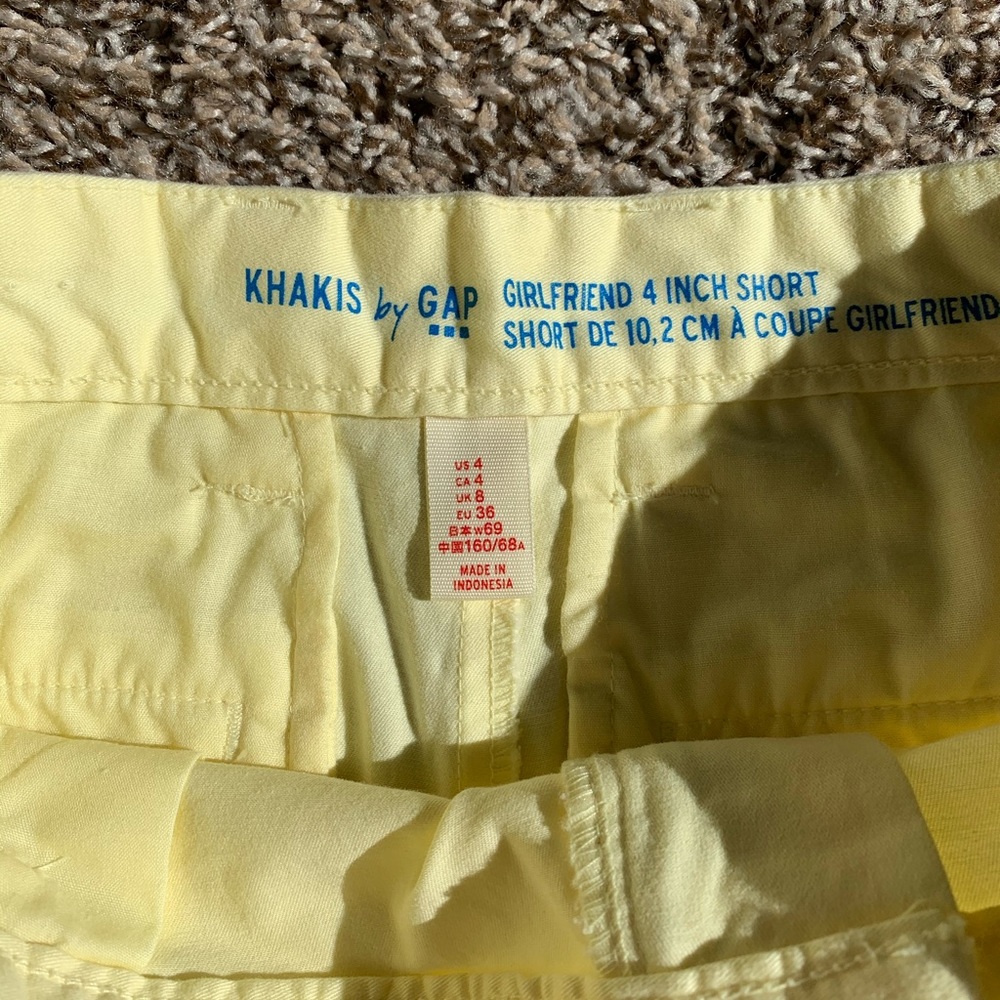 KHAKIS by GAP
GIRLFRIEND 4 INCH SHORT
SHORT DE 10,2 CM À COUPE GIRLFRIEND
US 4
CA 4
UK 8
EU 36
日本 W69
中國 160/68A
MADE IN
INDONESIA